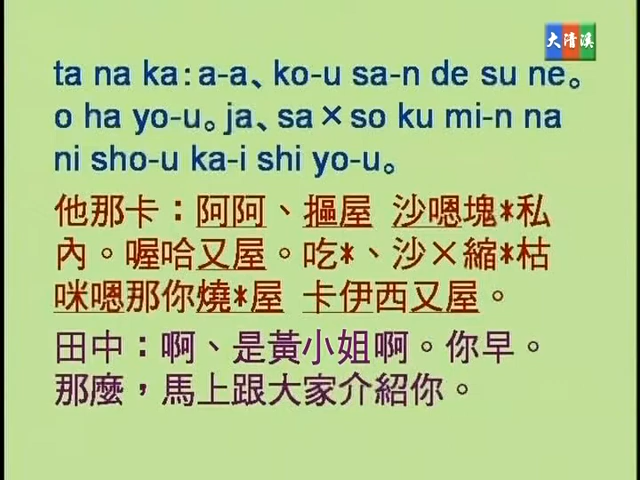 大清溪
ta na ka:a-a、ko-u sa-n de su ne。
o ha yo-u。ja、sa×so ku mi-n na
ni sho-u ka-i shi yo-u。
他那卡：阿阿、摳屋 沙嗯塊*私
內。喔哈又屋。吃*、沙×縮*枯
咪嗯那你燒*屋 卡伊西又屋。
田中：啊、是黃小姐啊。你早。
那麼，馬上跟大家介紹你。